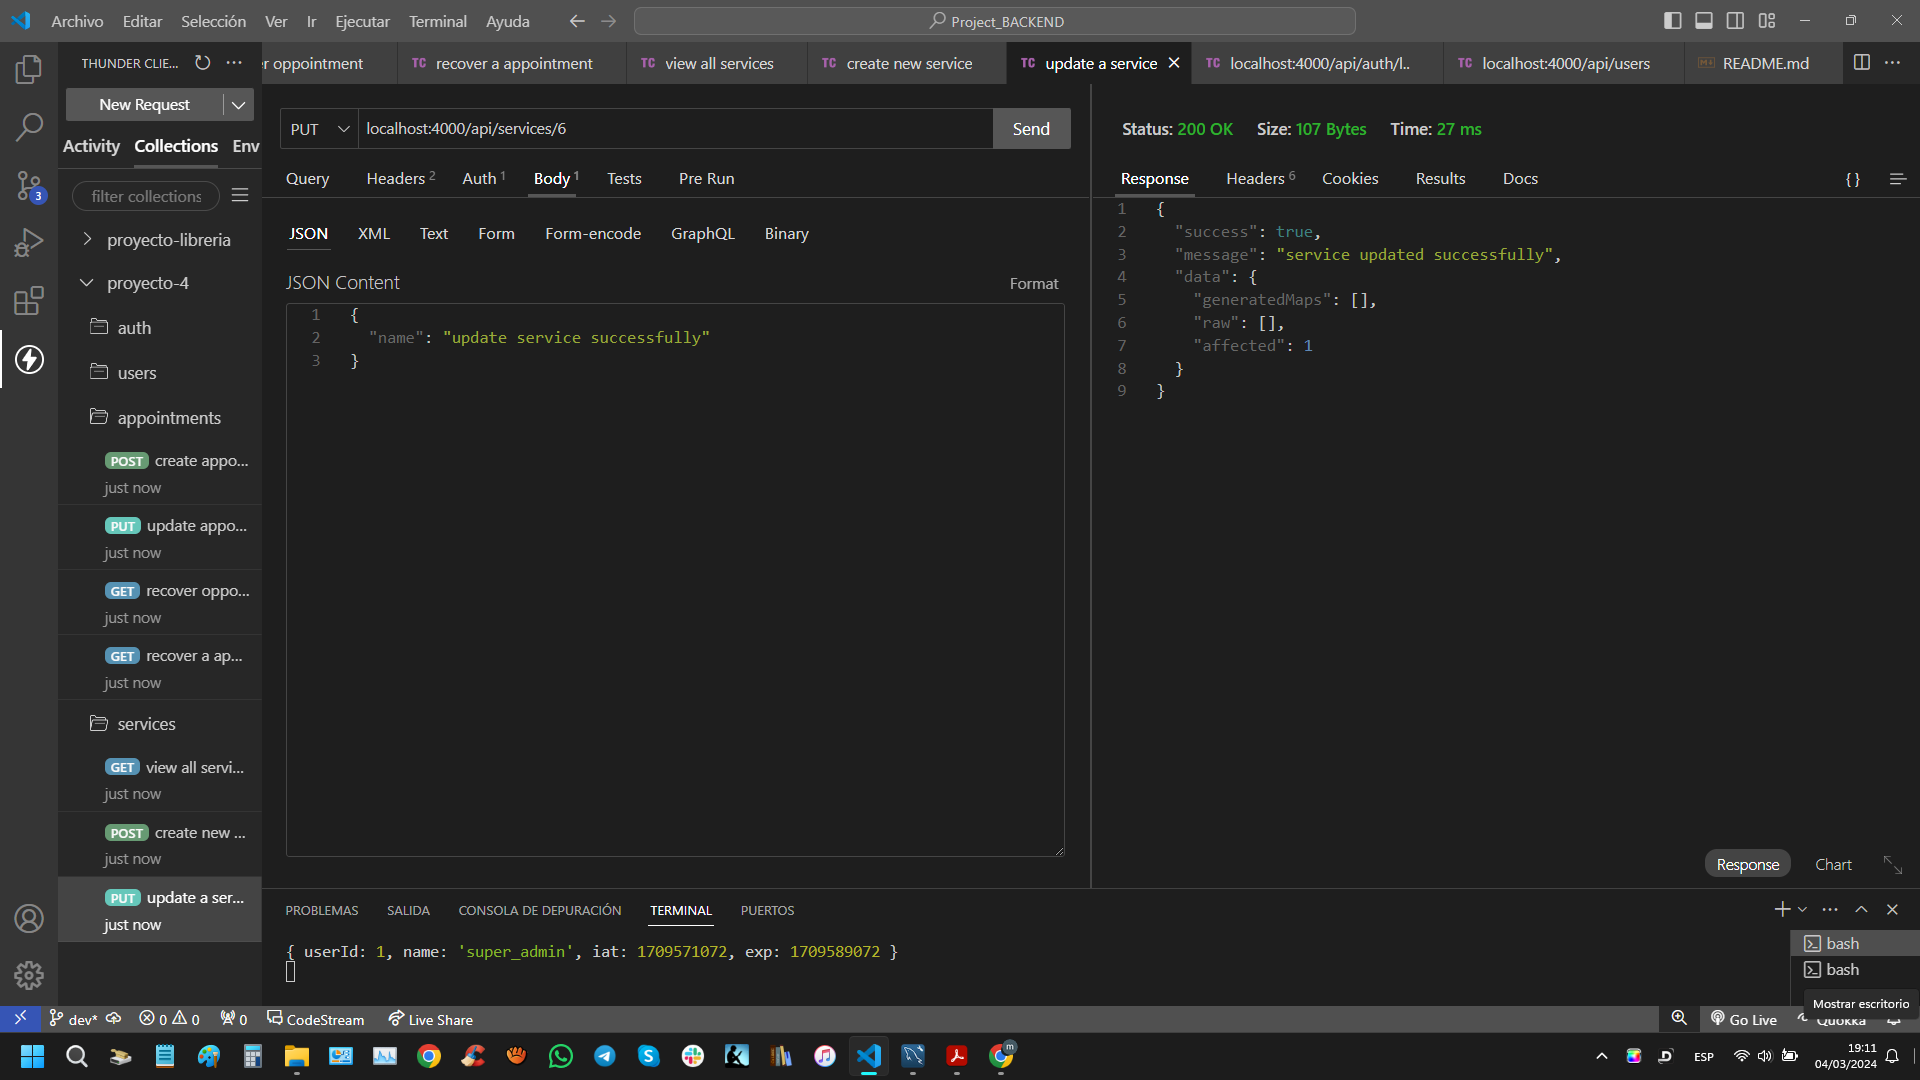 Archivo Editar Selección Ver Ir Ejecutar Terminal Ayuda Project_BACKEND
THUNDER CLIE...
New Request
Activity Collections Env
filter collections
proyecto-libreria
proyecto-4
auth
users
appointments
POST create appo...
just now
PUT update appo...
just now
GET recover oppo...
just now
GET recover a ap...
just now
services
GET view all servi...
just now
POST create new ...
just now
PUT update a ser...
just now
3
r oppointment TC recover a appointment TC view all services TC create new service TC update a service TC localhost:4000/api/auth/l.. TC localhost:4000/api/users README.md
PUT localhost:4000/api/services/6 Send
Query Headers 2 Auth 1 Body 1 Tests Pre Run
JSON XML Text Form Form-encode GraphQL Binary
JSON Content Format
1 {
2 "name": "update service successfully"
3 }
Status: 200 OK Size: 107 Bytes Time: 27 ms
Response Headers 6 Cookies Results Docs {}
1 {
2 "success": true,
3 "message": "service updated successfully",
4 "data": {
5 "generatedMaps": [],
6 "raw": [],
7 "affected": 1
8 }
9 }
Response Chart
PROBLEMAS SALIDA CONSOLA DE DEPURACIÓN TERMINAL PUERTOS
{ userId: 1, name: 'super_admin', iat: 1709571072, exp: 1709589072 }
bash
bash
Mostrar escritorio
dev* 0 0 0 CodeStream Live Share Go Live Quokka
ESP 19:11
04/03/2024